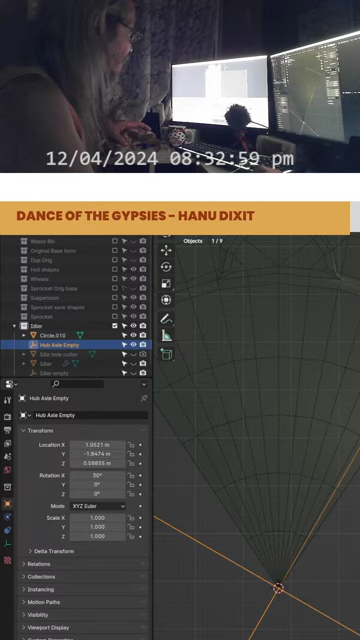 12/04/2024 08:32:59 pm
DANCE OF THE GYPSIES – HANU DIXIT
Objects 1 / 9
Waste Bin
Original Base form
Dup Orig
Hub shapes
Wheels
Sprocket Orig base
Suspension
Sprocket save shapes
Sprocket
Idler
Circle.010
Hub Axle Empty
Idle hole cutter
Idler
Idler empty
Hub Axle Empty
Hub Axle Empty
Transform
Location X 1.0521 m
Y -1.8474 m
Z 0.58855 m
Rotation X 30°
Y 0°
Z 0°
Mode XYZ Euler
Scale X 1.000
Y 1.000
Z 1.000
Delta Transform
Relations
Collections
Instancing
Motion Paths
Visibility
Viewport Display
Custom Properties